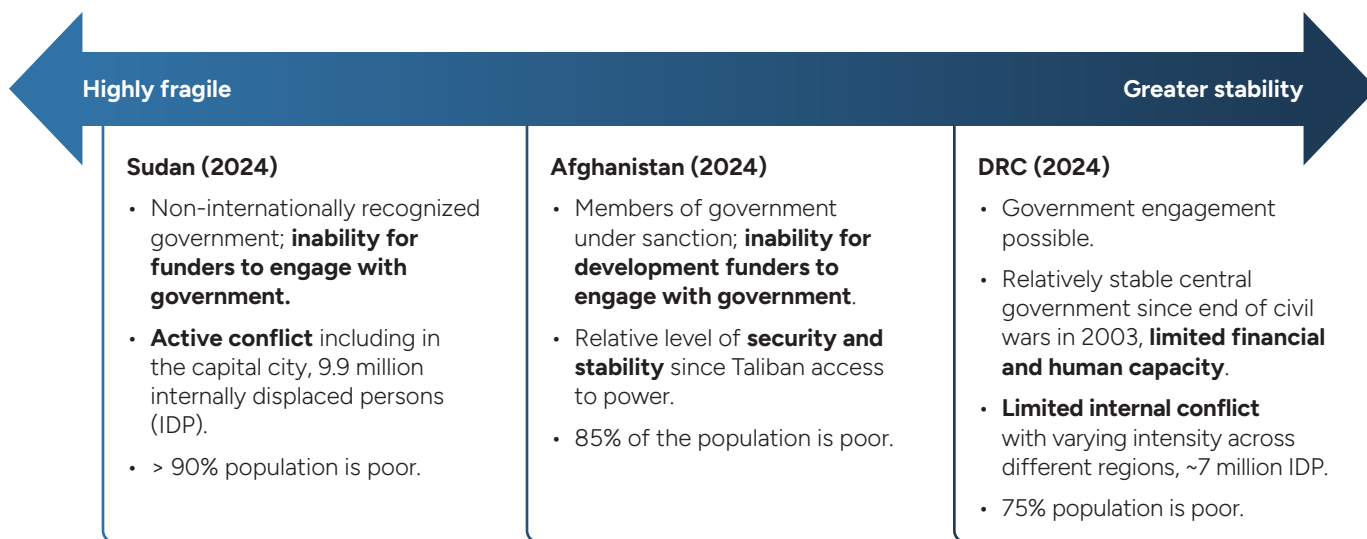 Highly fragile
Greater stability
Sudan (2024)
• Non-internationally recognized
government; inability for
funders to engage with
government.
• Active conflict including in
the capital city, 9.9 million
internally displaced persons
(IDP).
• > 90% population is poor.
Afghanistan (2024)
• Members of government
under sanction; inability for
development funders to
engage with government.
• Relative level of security and
stability since Taliban access
to power.
• 85% of the population is poor.
DRC (2024)
• Government engagement
possible.
• Relatively stable central
government since end of civil
wars in 2003, limited financial
and human capacity.
• Limited internal conflict
with varying intensity across
different regions, ~7 million IDP.
• 75% population is poor.